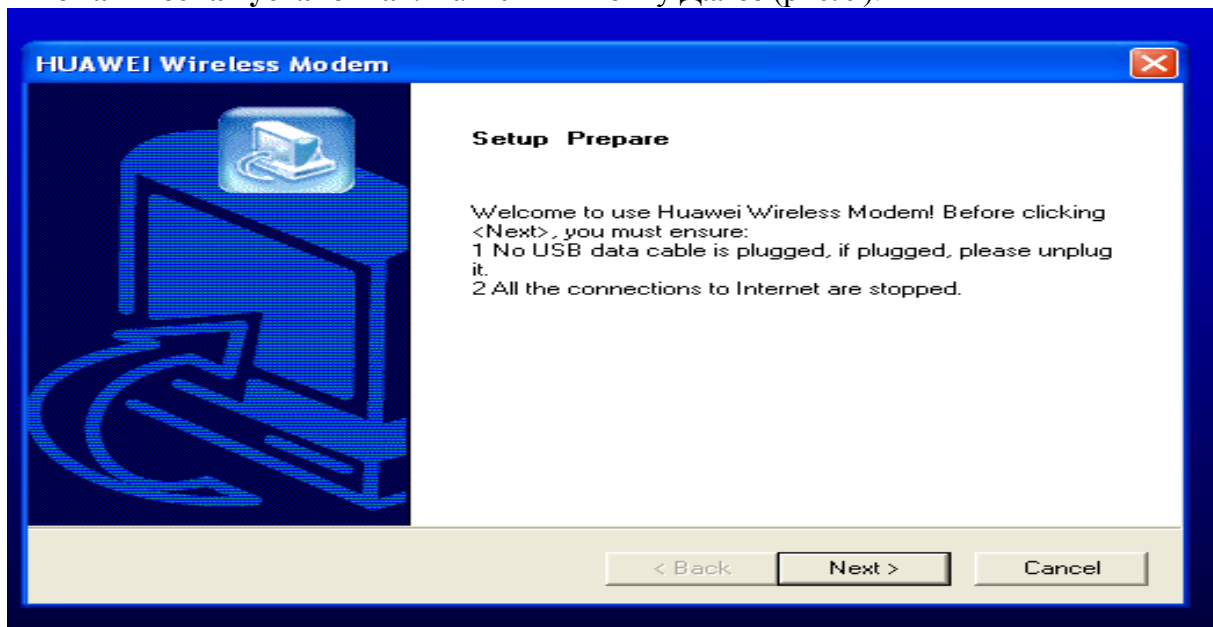 HUAWEI Wireless Modem
Setup Prepare
Welcome to use Huawei Wireless Modem! Before clicking
<Next>, you must ensure:
1 No USB data cable is plugged, if plugged, please unplug
it.
2 All the connections to Internet are stopped.
< Back
Next >
Cancel